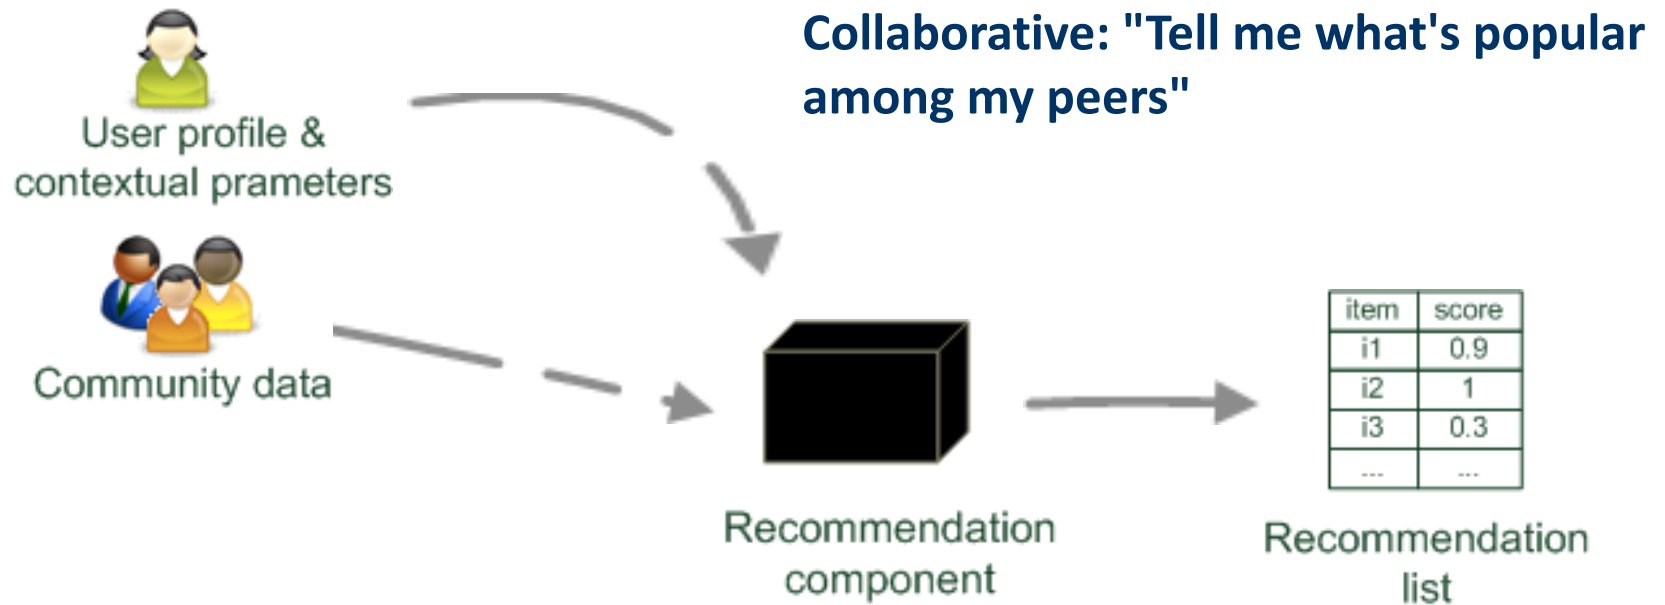 Collaborative: "Tell me what's popular
among my peers"
User profile &
contextual prameters
Community data
Recommendation
component
item score
i1 0.9
i2 1
i3 0.3
... ...
Recommendation
list